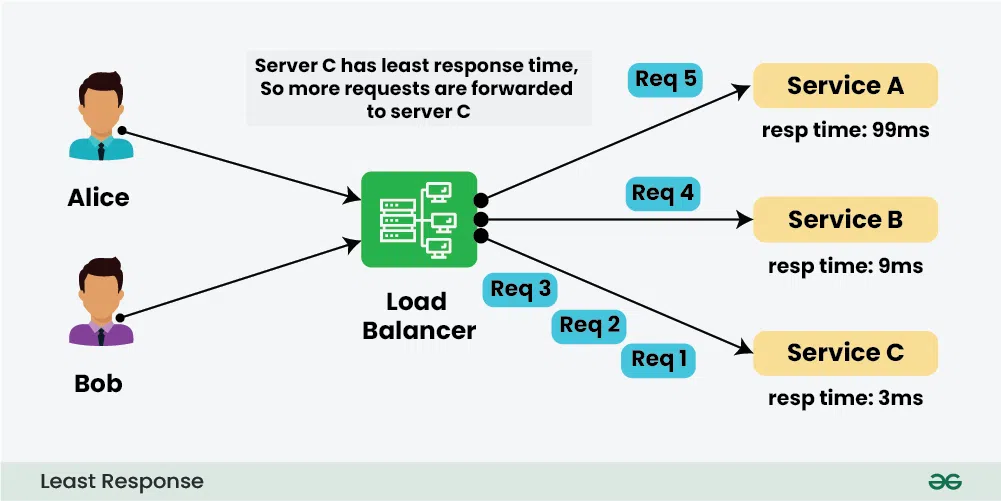 Server C has least response time,
So more requests are forwarded
to server C
Alice
Bob
Load
Balancer
Req 5
Req 4
Req 3
Req 2
Req 1
Service A
resp time: 99ms
Service B
resp time: 9ms
Service C
resp time: 3ms
Least Response